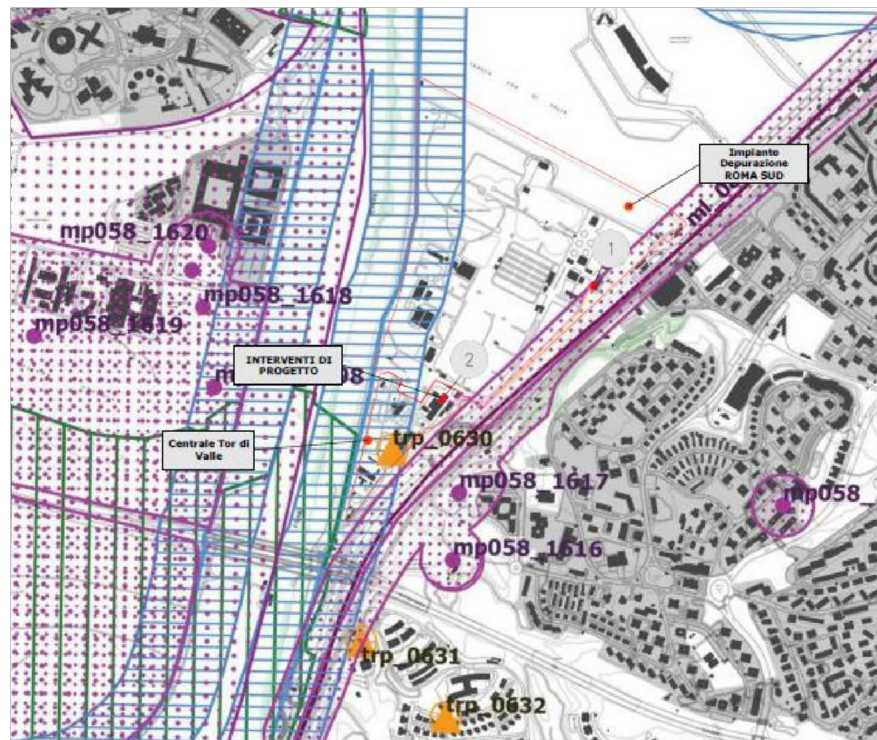 Impianto
Depurazione
ROMA SUD
mp058_1620
1
mp058_1618
mp058_1619
INTERVENTI DI
PROGETTO
2
Centrale Tor di
Valle
trp_0630
mp058_1617
mp058_
mp058_1616
trp_0631
trp_0632